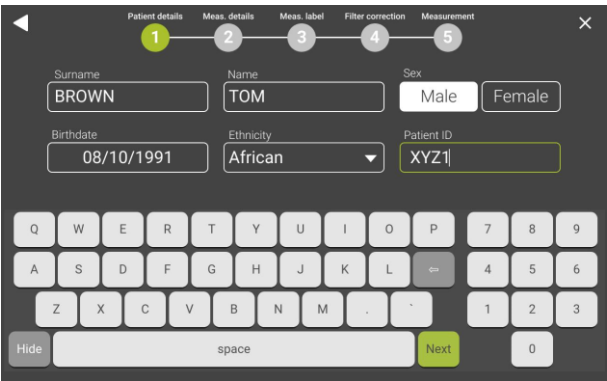 Patient details Meas. details Meas. label Filter correction Measurement
1 2 3 4 5
Surname Name Sex
BROWN TOM Male Female
Birthdate Ethnicity Patient ID
08/10/1991 African XYZ1
Q W E R T Y U I O P 7 8 9
A S D F G H J K L 4 5 6
Z X C V B N M . ` 1 2 3
Hide space Next 0